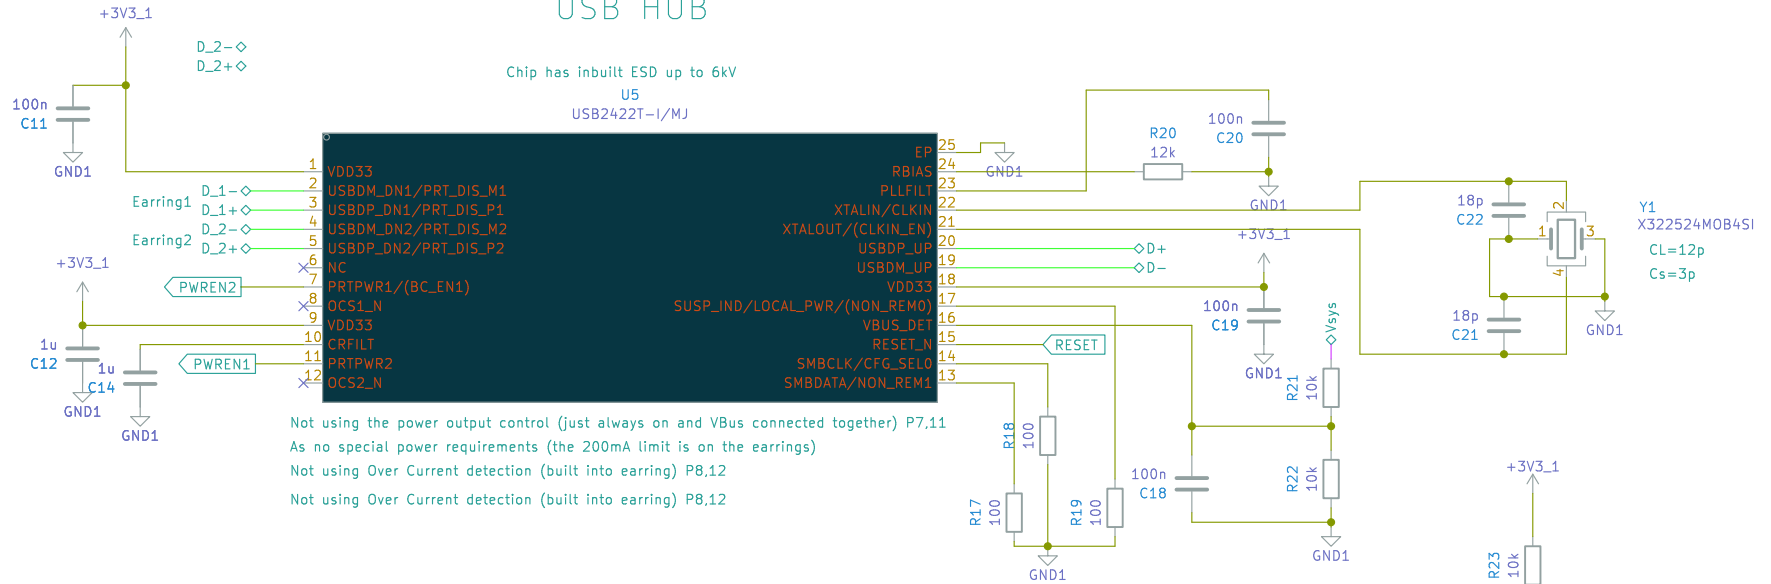 USB HUB
+3V3_1
D_2-
D_2+
Chip has inbuilt ESD up to 6kV
U5
USB2422T-I/MJ
100n
C11
GND1
1 VDD33
2 USBDM_DN1/PRT_DIS_M1
3 USBDP_DN1/PRT_DIS_P1
4 USBDM_DN2/PRT_DIS_M2
5 USBDP_DN2/PRT_DIS_P2
6 NC
7 PRTPWR1/(BC_EN1)
8 OCS1_N
9 VDD33
10 CRFILT
11 PRTPWR2
12 OCS2_N
Earring1
D_1-
D_1+
Earring2
D_2-
D_2+
+3V3_1
PWREN2
PWREN1
1u
C12
GND1
1u
C14
GND1
EP 25
RBIAS 24
PLLFILT 23
XTALIN/CLKIN 22
XTALOUT/(CLKIN_EN) 21
USBDP_UP 20
USBDM_UP 19
VDD33 18
SUSP_IND/LOCAL_PWR/(NON_REM0) 17
VBUS_DET 16
RESET_N 15
SMBCLK/CFG_SEL0 14
SMBDATA/NON_REM1 13
GND1
R20
12k
100n
C20
GND1
D+
D-
+3V3_1
100n
C19
GND1
RESET
Vsys
R21
10k
R22
10k
100n
C18
GND1
R18
100
R17
100
R19
100
GND1
18p
C22
1
2
3
4
Y1
X322524MOB4SI
CL=12p
Cs=3p
18p
C21
GND1
+3V3_1
R23
10k
Not using the power output control (just always on and VBus connected together) P7,11
As no special power requirements (the 200mA limit is on the earrings)
Not using Over Current detection (built into earring) P8,12
Not using Over Current detection (built into earring) P8,12